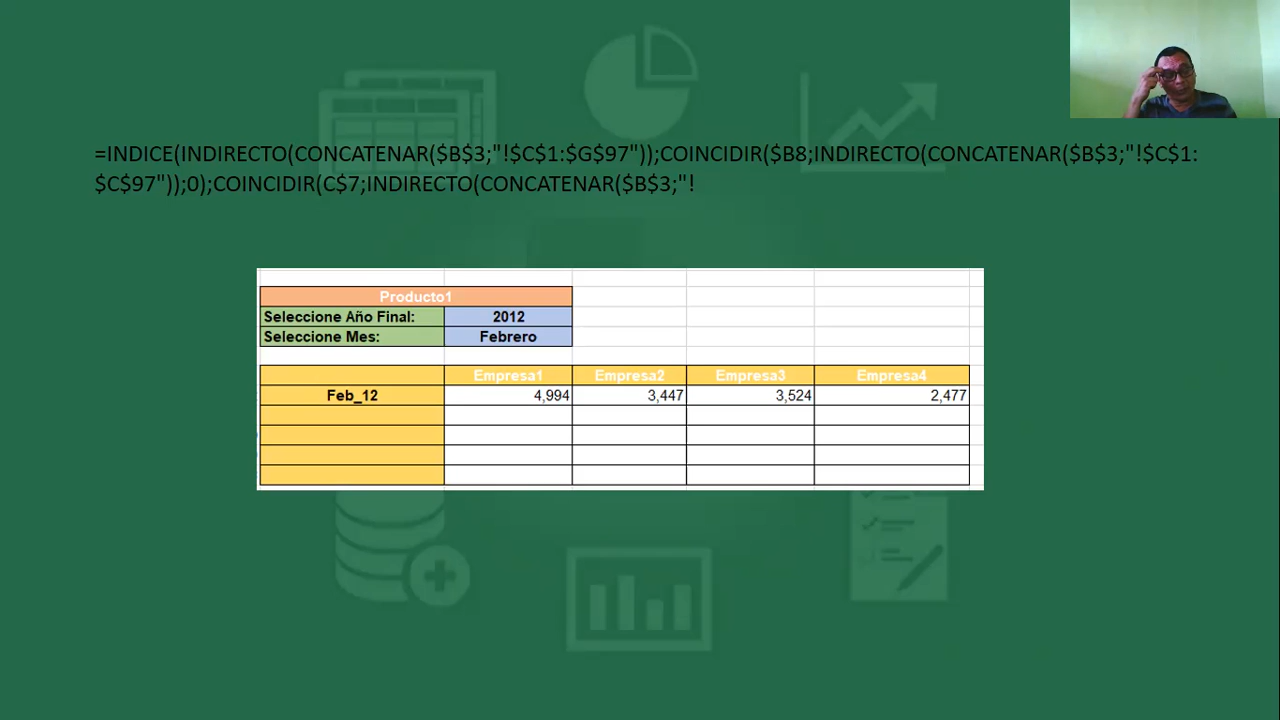 =INDICE(INDIRECTO(CONCATENAR($B$3;"!$C$1:$G$97"));COINCIDIR($B8;INDIRECTO(CONCATENAR($B$3;"!$C$1:
$C$97"));0);COINCIDIR(C$7;INDIRECTO(CONCATENAR($B$3;"!
Producto1
Seleccione Año Final: 2012
Seleccione Mes: Febrero
Empresa1 Empresa2 Empresa3 Empresa4
Feb_12 4,994 3,447 3,524 2,477